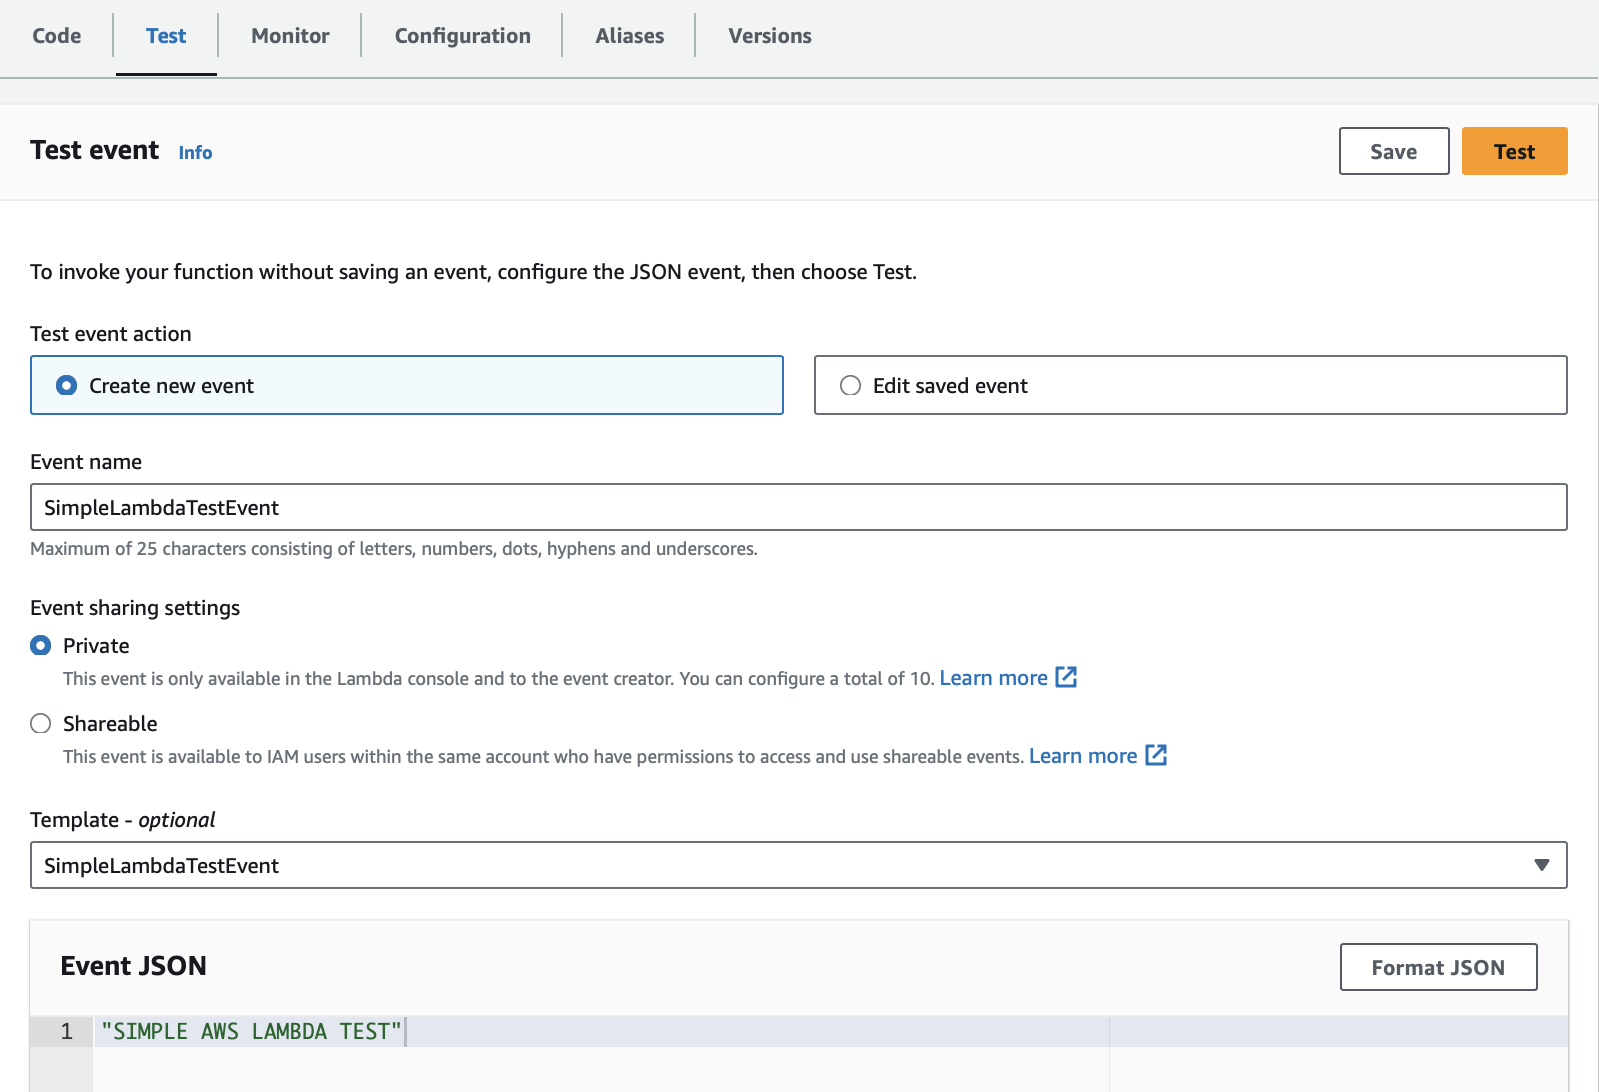 Code Test Monitor Configuration Aliases Versions
Test event Info Save Test
To invoke your function without saving an event, configure the JSON event, then choose Test.
Test event action
Create new event Edit saved event
Event name
SimpleLambdaTestEvent
Maximum of 25 characters consisting of letters, numbers, dots, hyphens and underscores.
Event sharing settings
Private
This event is only available in the Lambda console and to the event creator. You can configure a total of 10. Learn more
Shareable
This event is available to IAM users within the same account who have permissions to access and use shareable events. Learn more
Template - optional
SimpleLambdaTestEvent
Event JSON Format JSON
1 "SIMPLE AWS LAMBDA TEST"